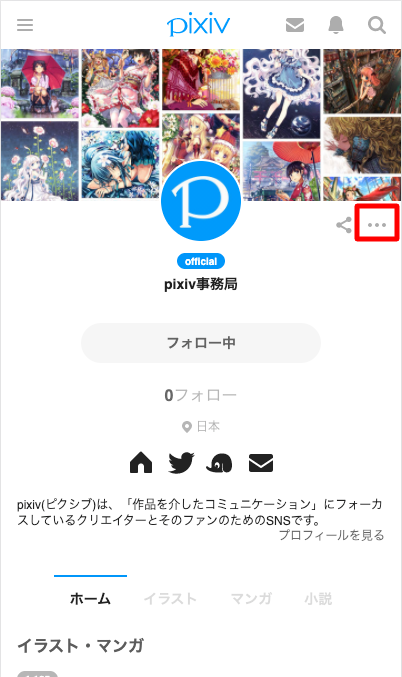 pixiv
official
pixiv事務局
フォロー中
0フォロー
日本
pixiv(ピクシブ)は、「作品を介したコミュニケーション」にフォーカ
スしているクリエイターとそのファンのためのSNSです。
プロフィールを見る
ホーム イラスト マンガ 小説
イラスト・マンガ